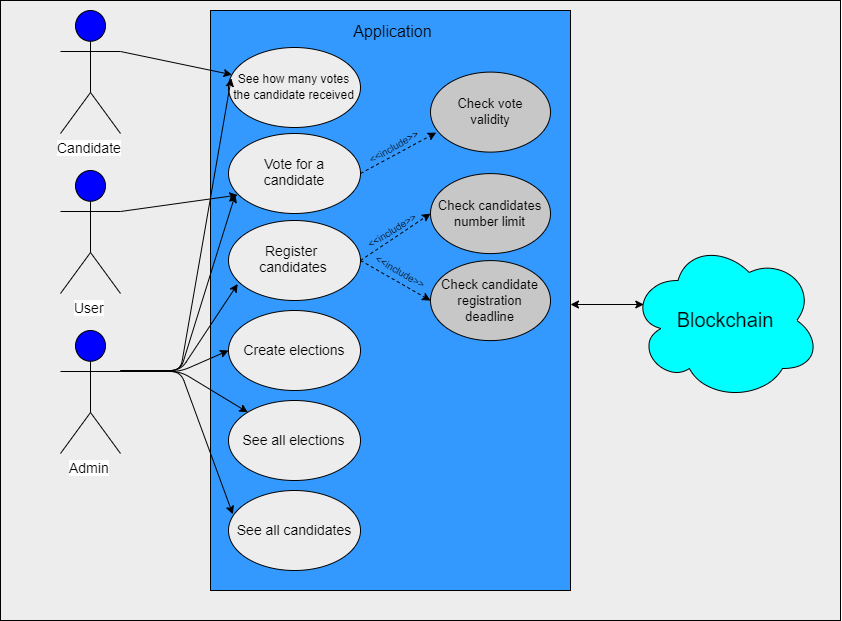 Application
See how many votes
the candidate received
Check vote
validity
Candidate
<<include>>
Vote for a
candidate
Check candidates
number limit
<<include>>
Register
candidates
<<include>>
Check candidate
registration
deadline
User
Blockchain
Create elections
See all elections
Admin
See all candidates